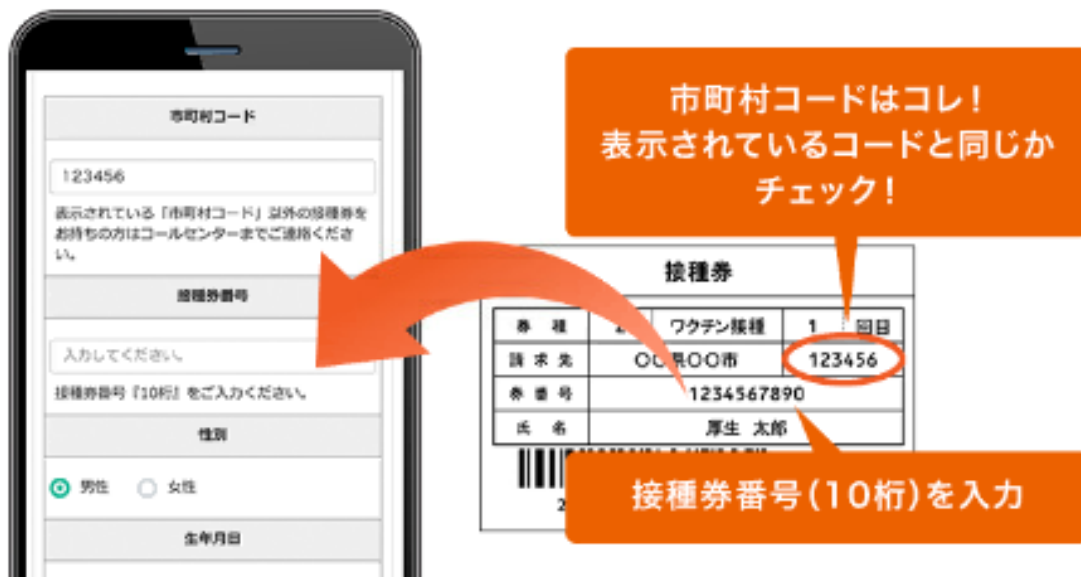 市町村コード
123456
表示されている「市町村コード」以外の接種券を
お持ちの方はコールセンターまでご連絡くださ
い。
接種券番号
入力してください。
接種券番号『10桁』をご入力ください。
性別
男性 女性
生年月日
市町村コードはコレ！
表示されているコードと同じか
チェック！
接種券
券 種 2 ワクチン接種 1 回目
請求先 〇〇県〇〇市 123456
券番号 1234567890
氏 名 厚生 太郎
2
接種券番号(10桁)を入力